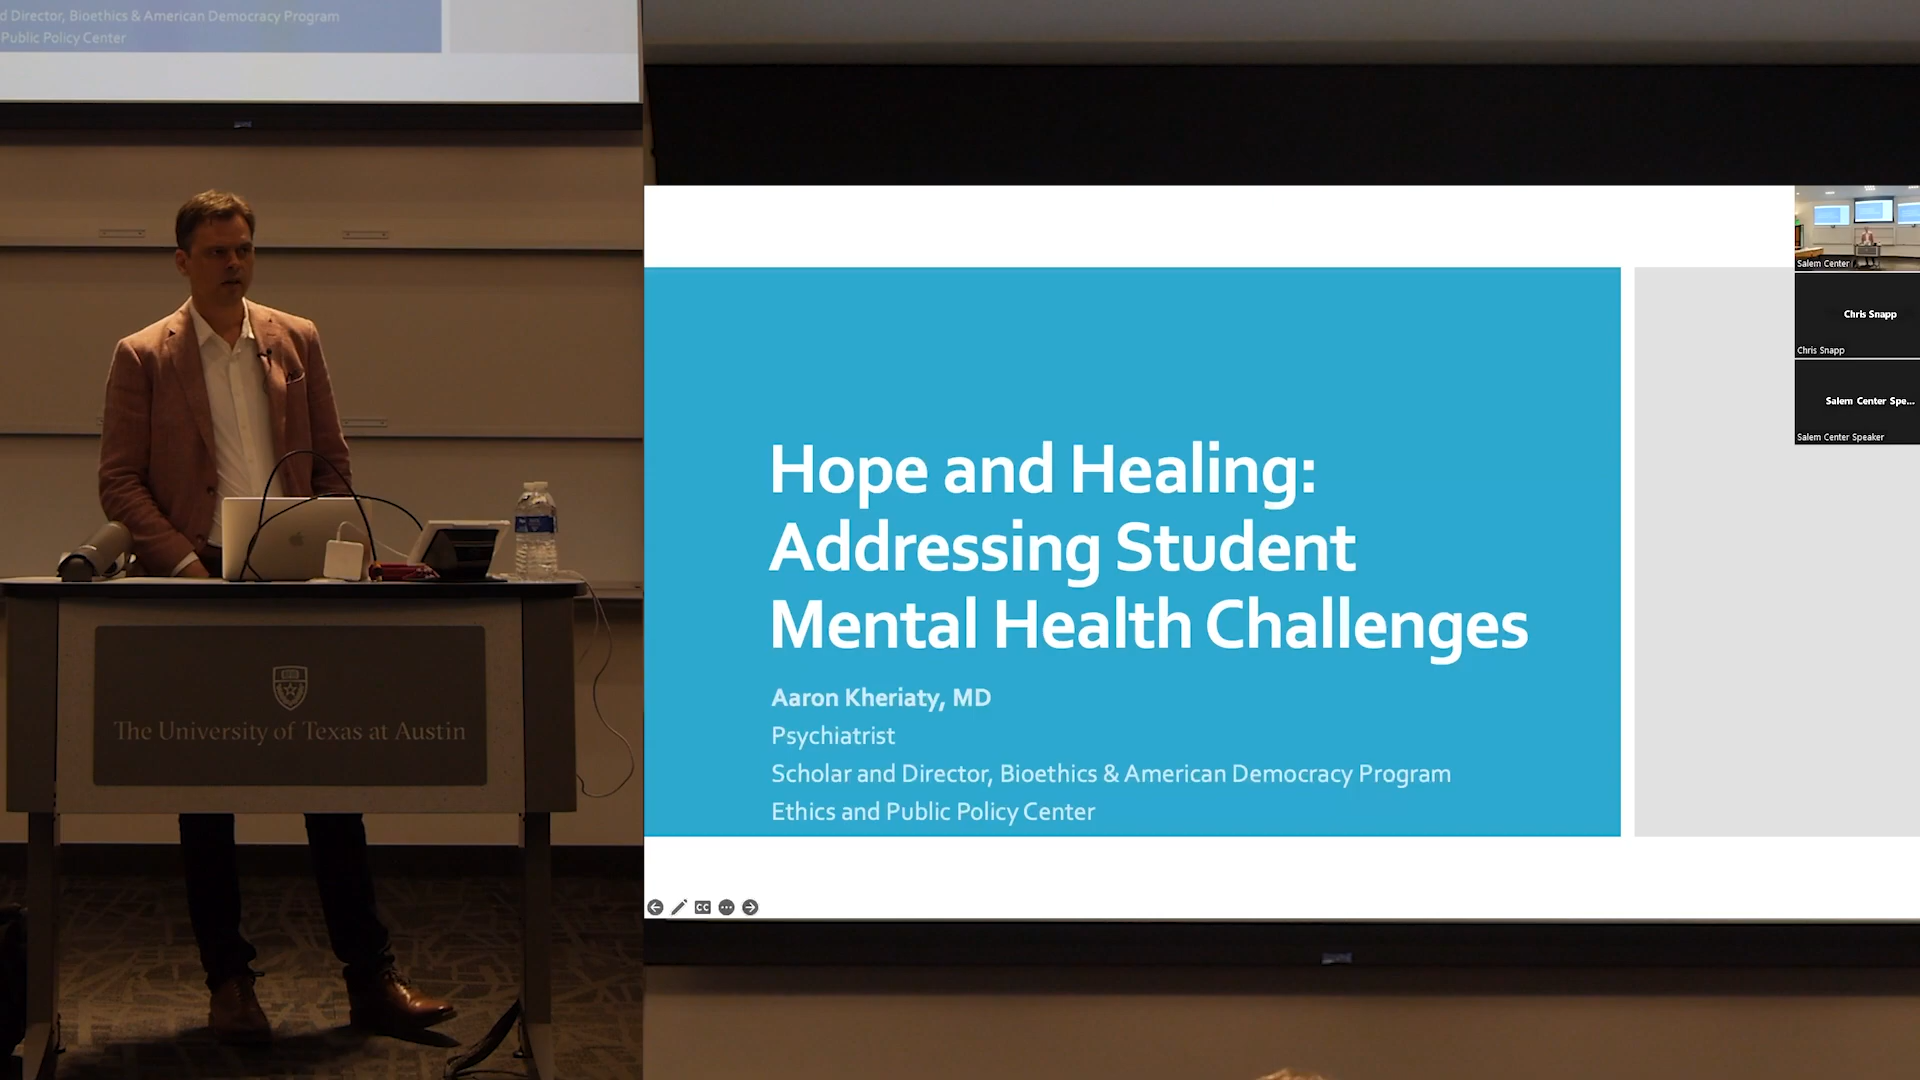 d Director, Bioethics & American Democracy Program
Public Policy Center
The University of Texas at Austin
Hope and Healing:
Addressing Student
Mental Health Challenges
Aaron Kheriaty, MD
Psychiatrist
Scholar and Director, Bioethics & American Democracy Program
Ethics and Public Policy Center
CC
Salem Center
Chris Snapp
Chris Snapp
Salem Center Spe...
Salem Center Speaker